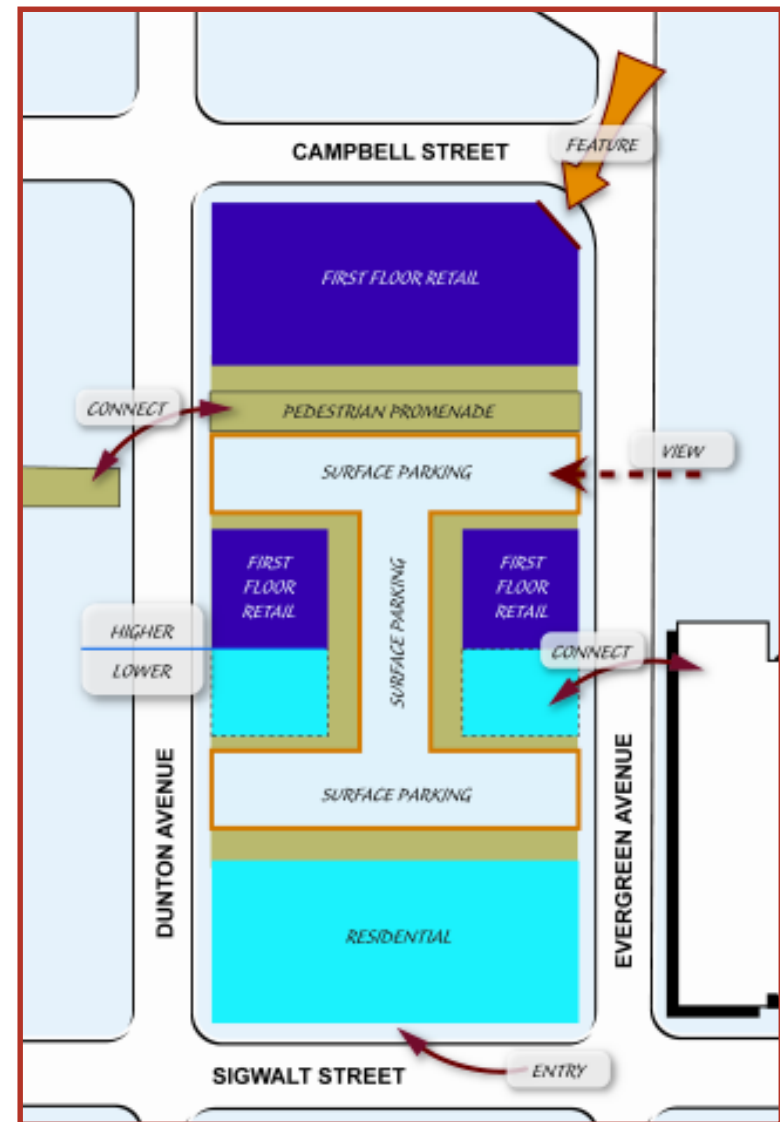 CAMPBELL STREET
FEATURE
FIRST FLOOR RETAIL
CONNECT
PEDESTRIAN PROMENADE
SURFACE PARKING
VIEW
FIRST
FLOOR
RETAIL
SURFACE PARKING
FIRST
FLOOR
RETAIL
HIGHER
LOWER
CONNECT
DUNTON AVENUE
SURFACE PARKING
EVERGREEN AVENUE
RESIDENTIAL
SIGWALT STREET
ENTRY